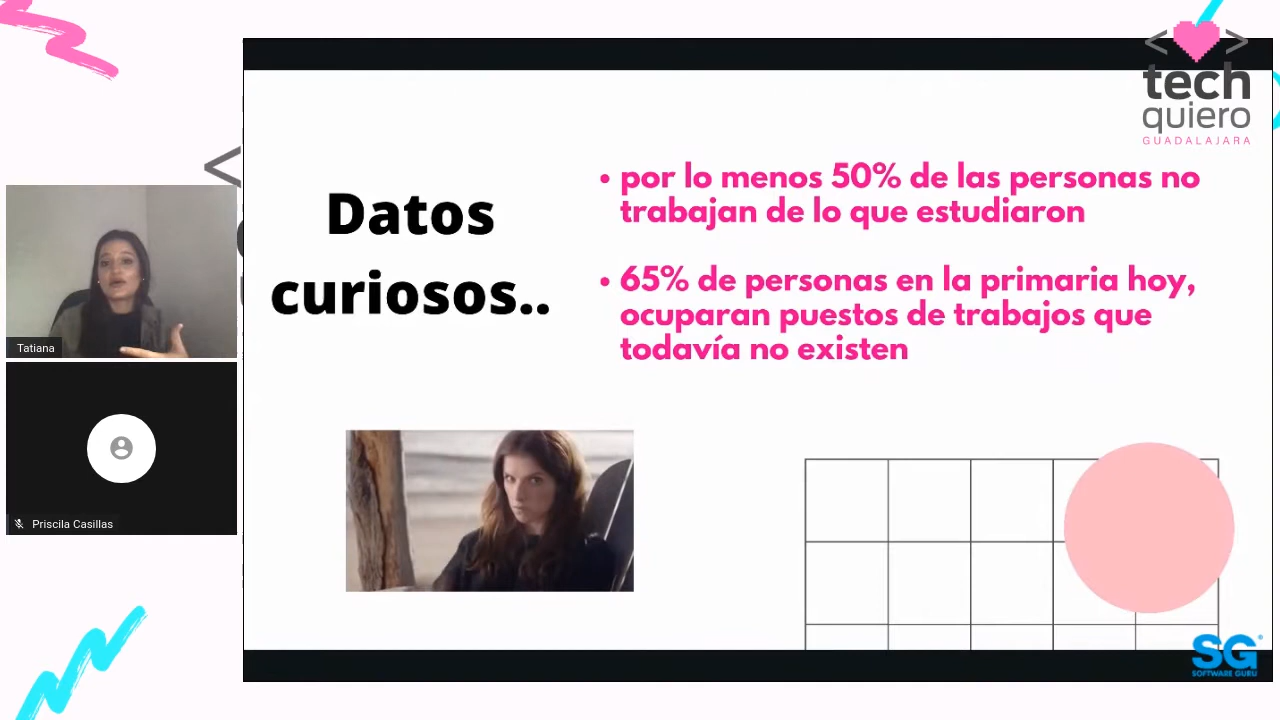 tech
quiero
GUADALAJARA
Datos
curiosos..
• por lo menos 50% de las personas no
trabajan de lo que estudiaron
• 65% de personas en la primaria hoy,
ocuparan puestos de trabajos que
todavía no existen
Tatiana
Priscila Casillas
SG
SOFTWARE GURU